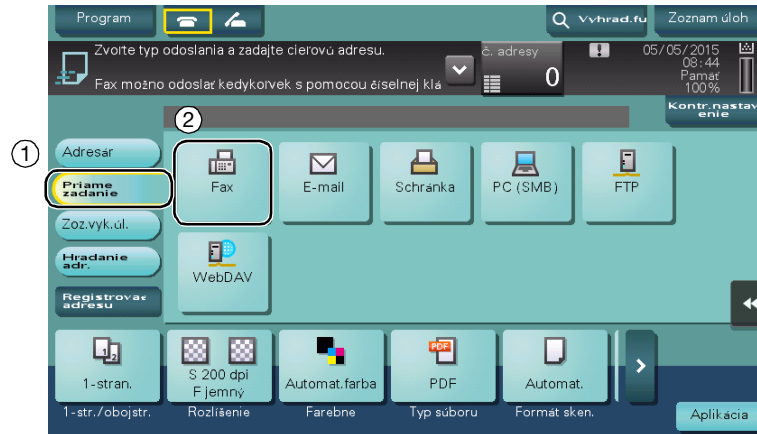 Program
Vyhrad.fu
Zoznam úloh
Zvoľte typ odoslania a zadajte cieľovú adresu.
Fax možno odoslať kedykoľvek s pomocou číselnej klá
č. adresy
0
05/05/2015
08:44
Pamäť
100%
Kontr.nastav
enie
1
2
Adresár
Priame
zadanie
Zoz.vyk.úl.
Hľadanie
adr.
Registrovať
adresu
Fax
E-mail
Schránka
PC (SMB)
FTP
WebDAV
1-stran.
S 200 dpi
F jemný
Automat.farba
PDF
Automat.
1-str./obojstr.
Rozlíšenie
Farebne
Typ súboru
Formát sken.
Aplikácia